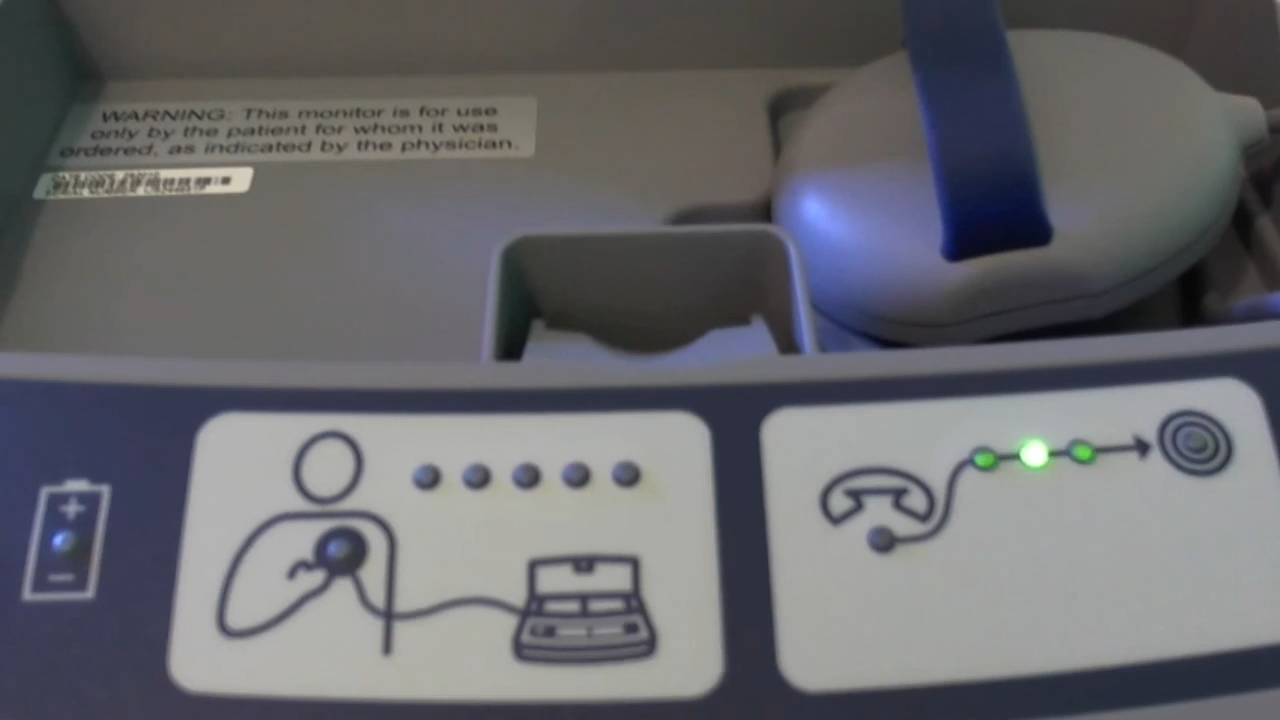 WARNING: This monitor is for use
only by the patient for whom it was
ordered, as indicated by the physician.